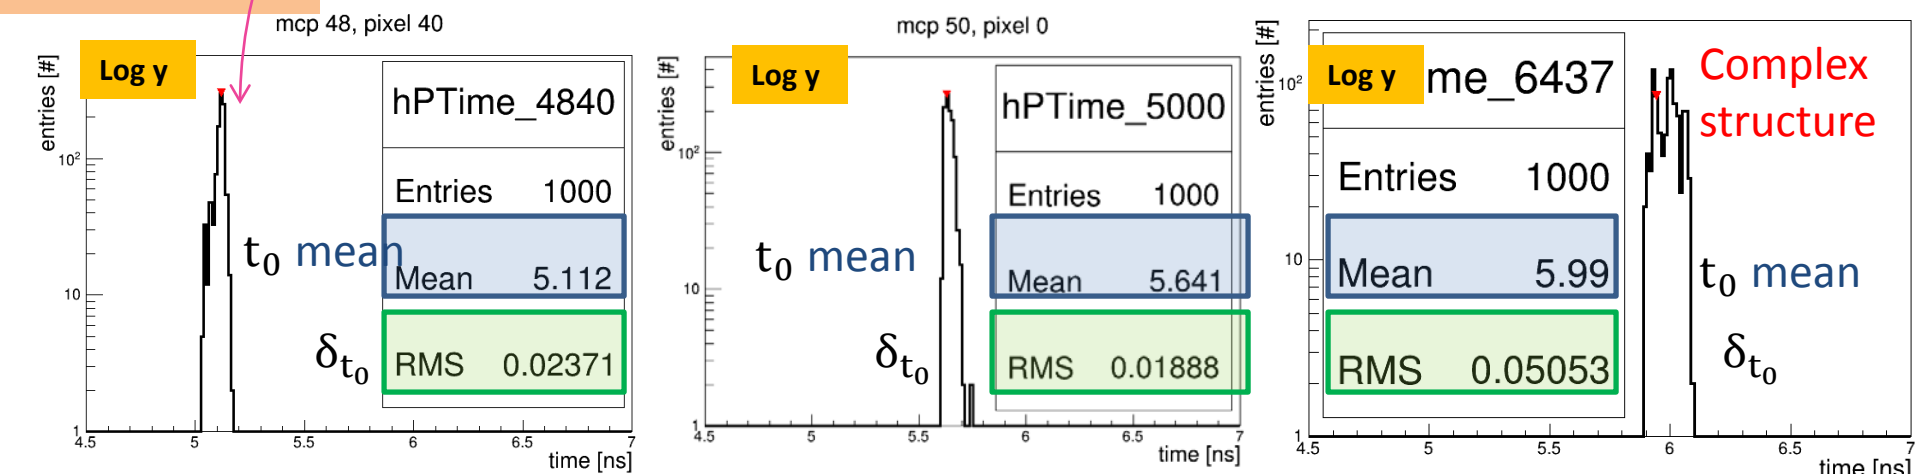 mcp 48, pixel 40
entries [#]
Log y
hPTime_4840
Entries 1000
Mean 5.112
RMS 0.02371
t₀ mean
δt₀
10²
10
1
4.5 5 5.5 6 6.5 7
time [ns]
mcp 50, pixel 0
entries [#]
Log y
hPTime_5000
Entries 1000
Mean 5.641
RMS 0.01888
t₀ mean
δt₀
10²
10
1
4.5 5 5.5 6 6.5 7
time [ns]
entries [#]
Log y
me_6437
Entries 1000
Mean 5.99
RMS 0.05053
Complex
structure
t₀ mean
δt₀
10²
10
1
4.5 5 5.5 6 6.5 7
time [ns]